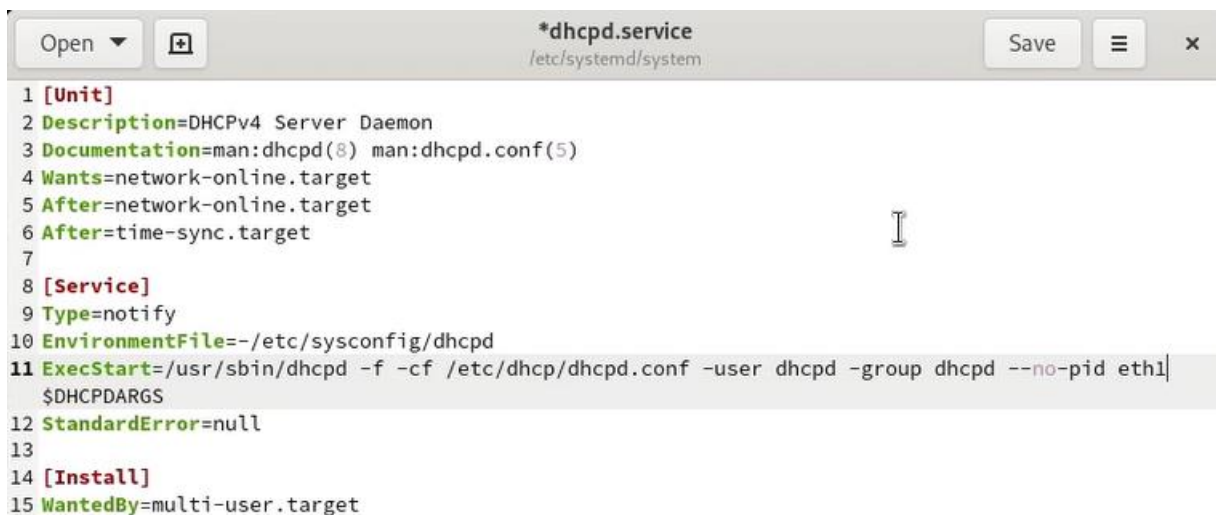 Open
*dhcpd.service
/etc/systemd/system
Save
1 [Unit]
2 Description=DHCPv4 Server Daemon
3 Documentation=man:dhcpd(8) man:dhcpd.conf(5)
4 Wants=network-online.target
5 After=network-online.target
6 After=time-sync.target
7
8 [Service]
9 Type=notify
10 EnvironmentFile=-/etc/sysconfig/dhcpd
11 ExecStart=/usr/sbin/dhcpd -f -cf /etc/dhcp/dhcpd.conf -user dhcpd -group dhcpd --no-pid eth1
$DHCPDARGS
12 StandardError=null
13
14 [Install]
15 WantedBy=multi-user.target